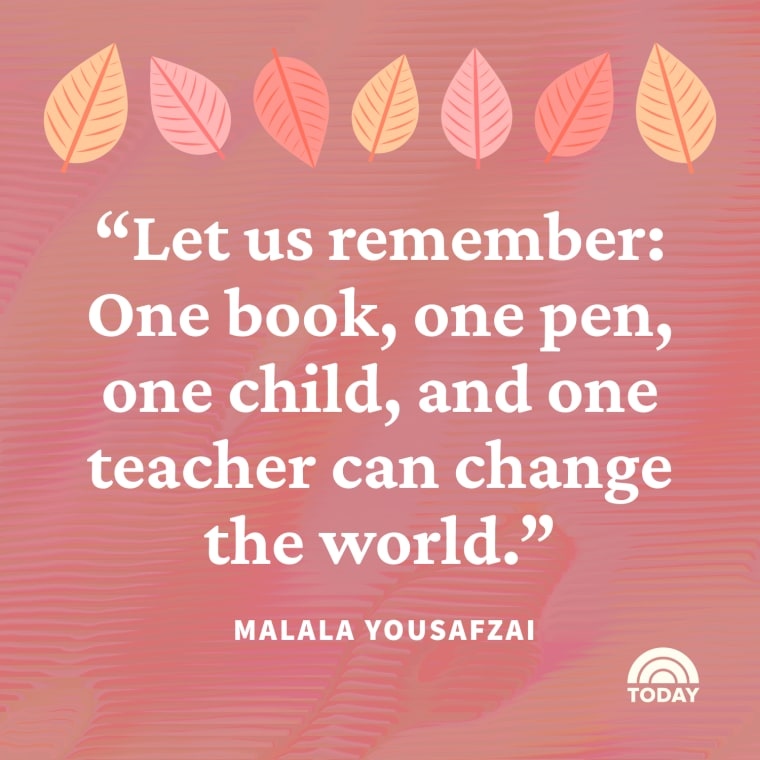 “Let us remember:
One book, one pen,
one child, and one
teacher can change
the world.”
MALALA YOUSAFZAI
TODAY